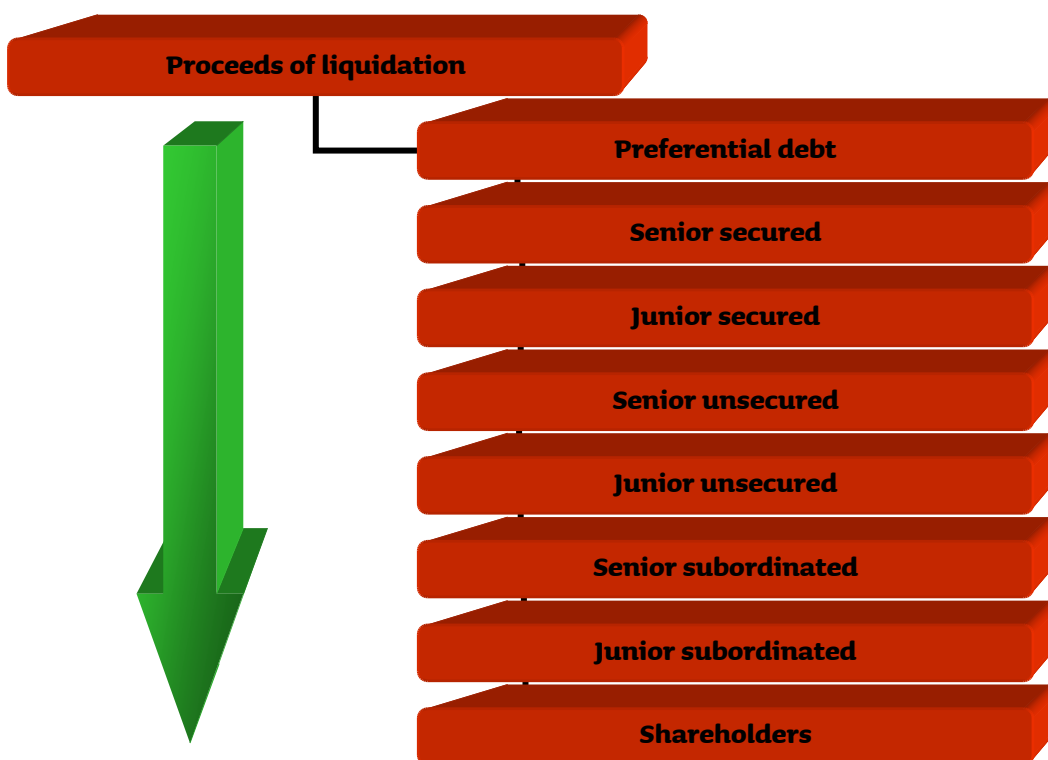 Proceeds of liquidation
Preferential debt
Senior secured
Junior secured
Senior unsecured
Junior unsecured
Senior subordinated
Junior subordinated
Shareholders